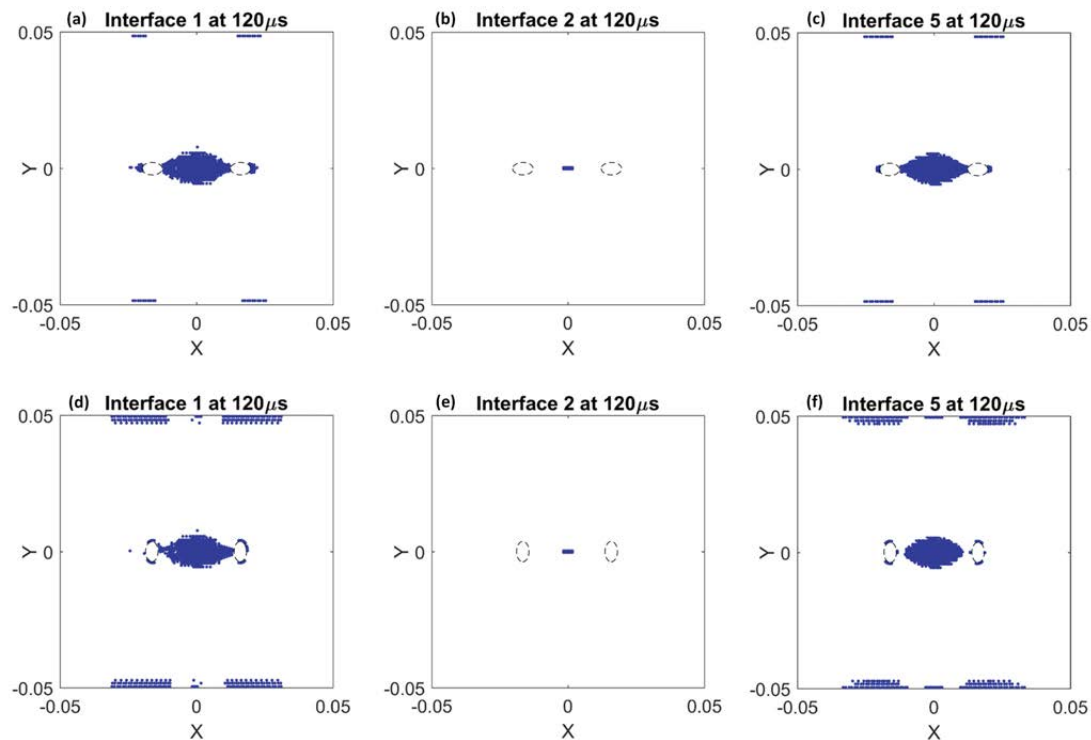 (a) Interface 1 at 120μs
0.05
Y 0
-0.05
-0.05 0 0.05
X
(b) Interface 2 at 120μs
0.05
Y 0
-0.05
-0.05 0 0.05
X
(c) Interface 5 at 120μs
0.05
Y 0
-0.05
-0.05 0 0.05
X
(d) Interface 1 at 120μs
0.05
Y 0
-0.05
-0.05 0 0.05
X
(e) Interface 2 at 120μs
0.05
Y 0
-0.05
-0.05 0 0.05
X
(f) Interface 5 at 120μs
0.05
Y 0
-0.05
-0.05 0 0.05
X